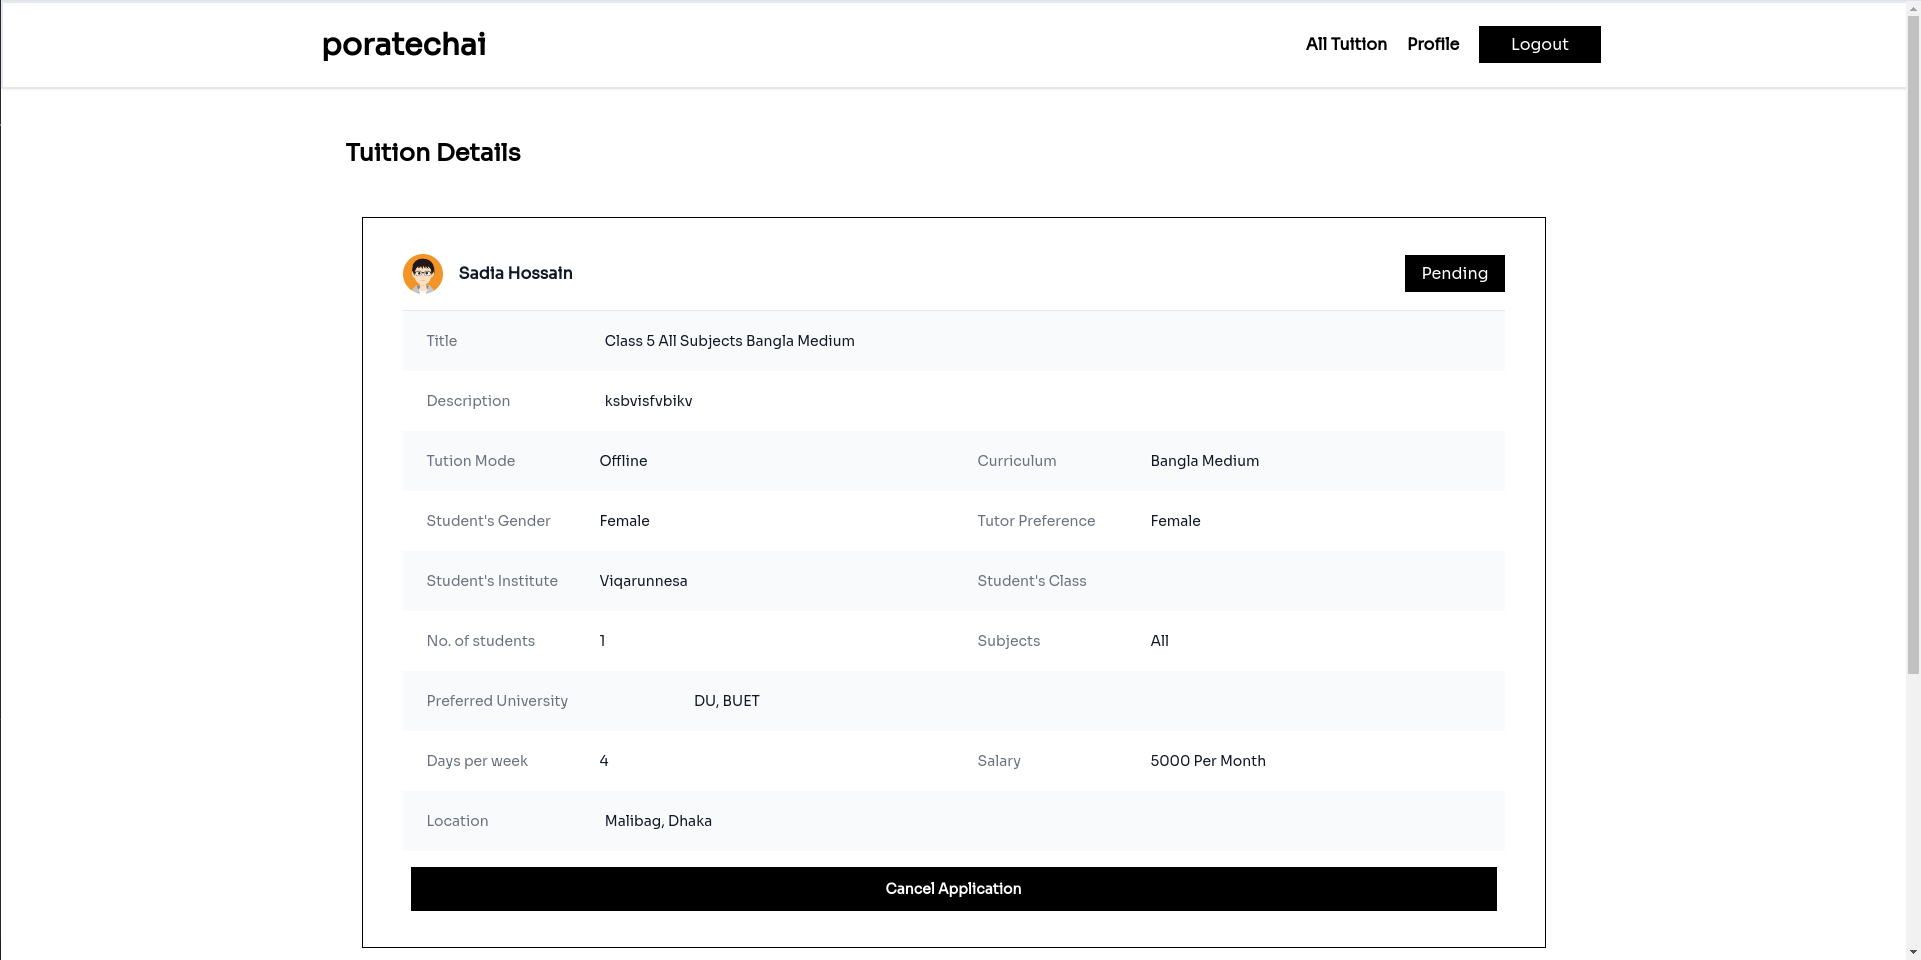 poratechai
All Tuition Profile Logout
Tuition Details
Sadia Hossain Pending
Title Class 5 All Subjects Bangla Medium
Description ksbvisfvbikv
Tution Mode Offline Curriculum Bangla Medium
Student's Gender Female Tutor Preference Female
Student's Institute Viqarunnesa Student's Class
No. of students 1 Subjects All
Preferred University DU, BUET
Days per week 4 Salary 5000 Per Month
Location Malibag, Dhaka
Cancel Application